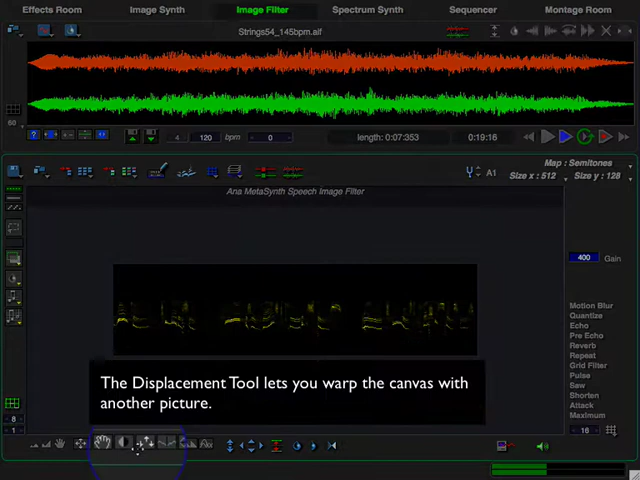 Effects Room Image Synth Image Filter Spectrum Synth Sequencer Montage Room
Strings54_145bpm.aif
60
? 4 120 bpm 0 length: 0:07:353 0:19:16
A1 Map : Semitones
Size x : 512 Size y : 128
Ana MetaSynth Speech Image Filter
400 Gain
Motion Blur
Quantize
Echo
Pre Echo
Reverb
Repeat
Grid Filter
Pulse
Saw
Shorten
Attack
Maximum
The Displacement Tool lets you warp the canvas with
another picture.
8
1
16